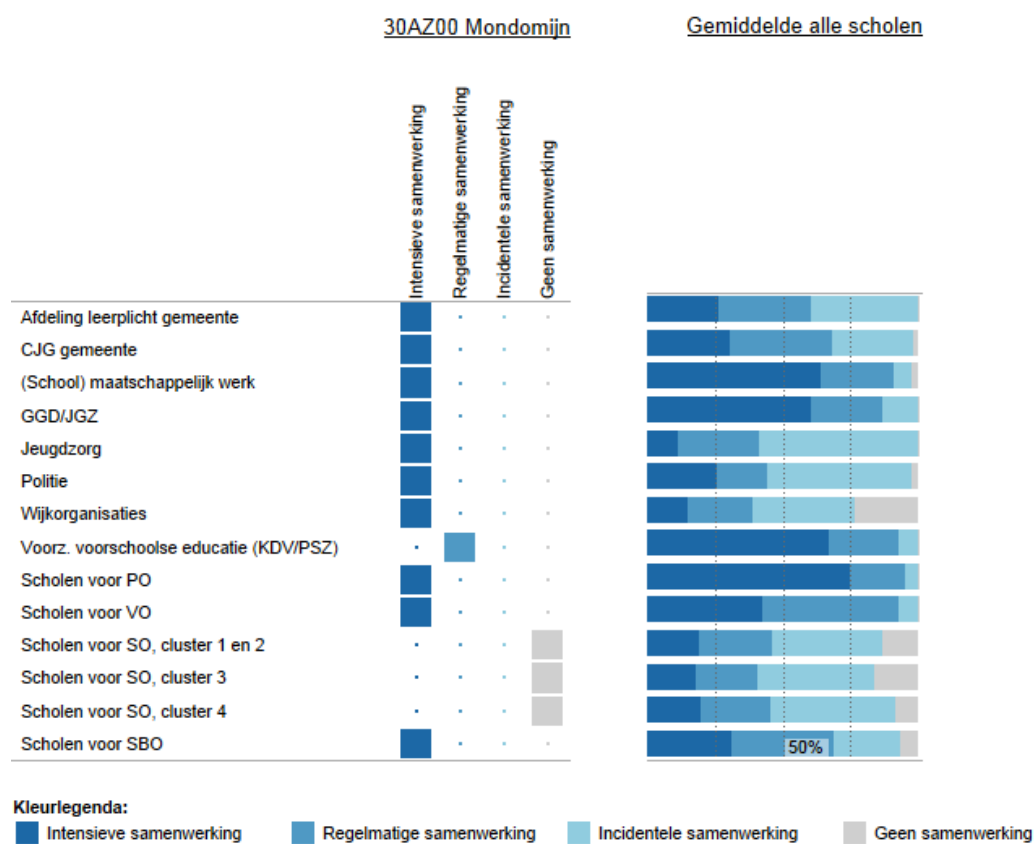 30AZ00 Mondomijn
Gemiddelde alle scholen
Intensieve samenwerking
Regelmatige samenwerking
Incidentele samenwerking
Geen samenwerking
Afdeling leerplicht gemeente
CJG gemeente
(School) maatschappelijk werk
GGD/JGZ
Jeugdzorg
Politie
Wijkorganisaties
Voorz. voorschoolse educatie (KDV/PSZ)
Scholen voor PO
Scholen voor VO
Scholen voor SO, cluster 1 en 2
Scholen voor SO, cluster 3
Scholen voor SO, cluster 4
Scholen voor SBO
50%
Kleurlegenda:
Intensieve samenwerking
Regelmatige samenwerking
Incidentele samenwerking
Geen samenwerking